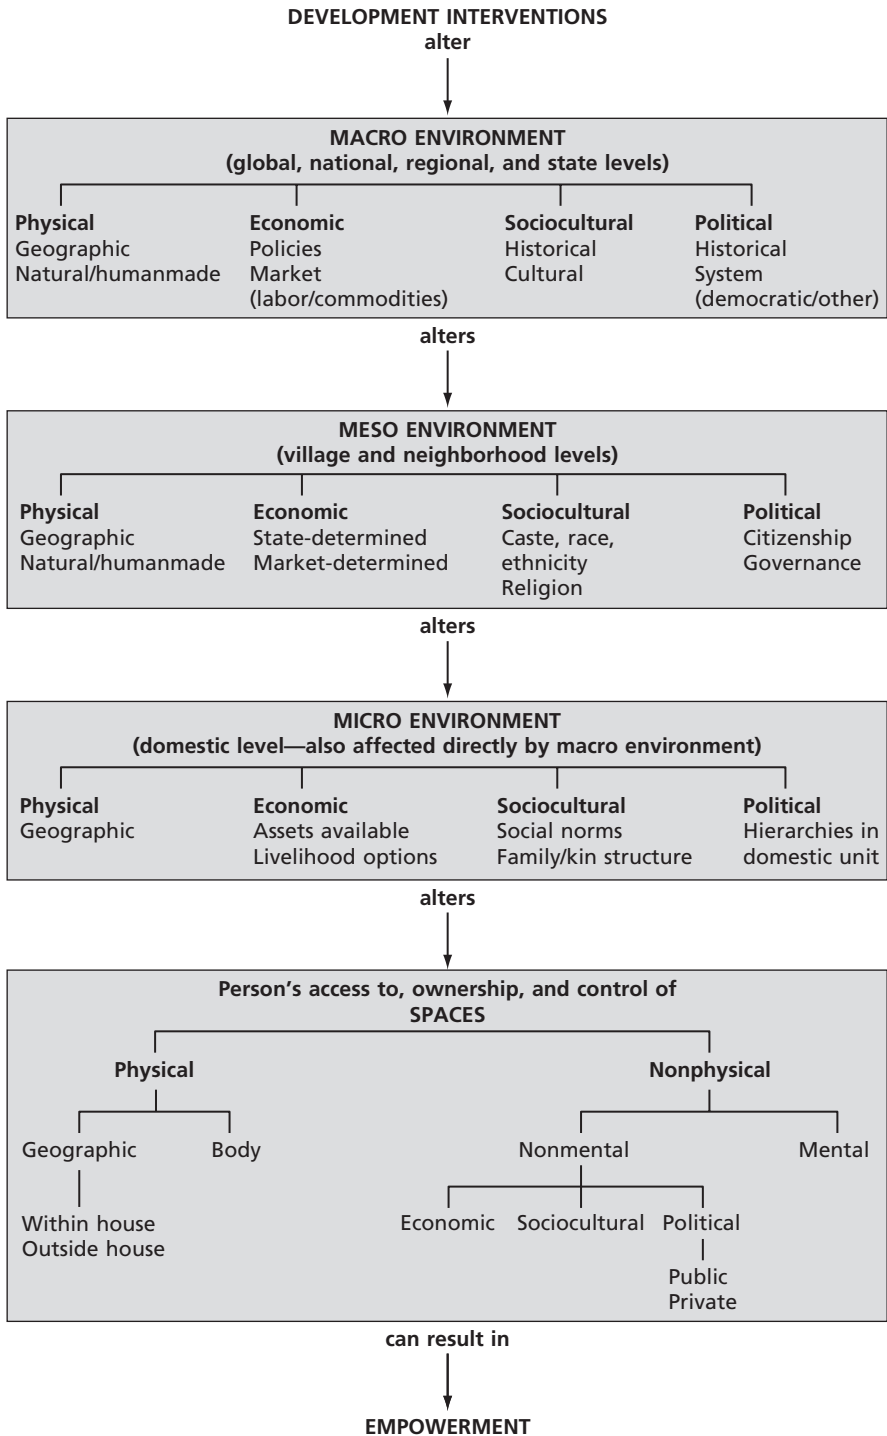 DEVELOPMENT INTERVENTIONS
alter
MACRO ENVIRONMENT
(global, national, regional, and state levels)
Physical
Geographic
Natural/humanmade
Economic
Policies
Market
(labor/commodities)
Sociocultural
Historical
Cultural
Political
Historical
System
(democratic/other)
alters
MESO ENVIRONMENT
(village and neighborhood levels)
Physical
Geographic
Natural/humanmade
Economic
State-determined
Market-determined
Sociocultural
Caste, race,
ethnicity
Religion
Political
Citizenship
Governance
alters
MICRO ENVIRONMENT
(domestic level—also affected directly by macro environment)
Physical
Geographic
Economic
Assets available
Livelihood options
Sociocultural
Social norms
Family/kin structure
Political
Hierarchies in
domestic unit
alters
Person's access to, ownership, and control of
SPACES
Physical
Nonphysical
Geographic
Body
Nonmental
Mental
Within house
Outside house
Economic
Sociocultural
Political
Public
Private
can result in
EMPOWERMENT